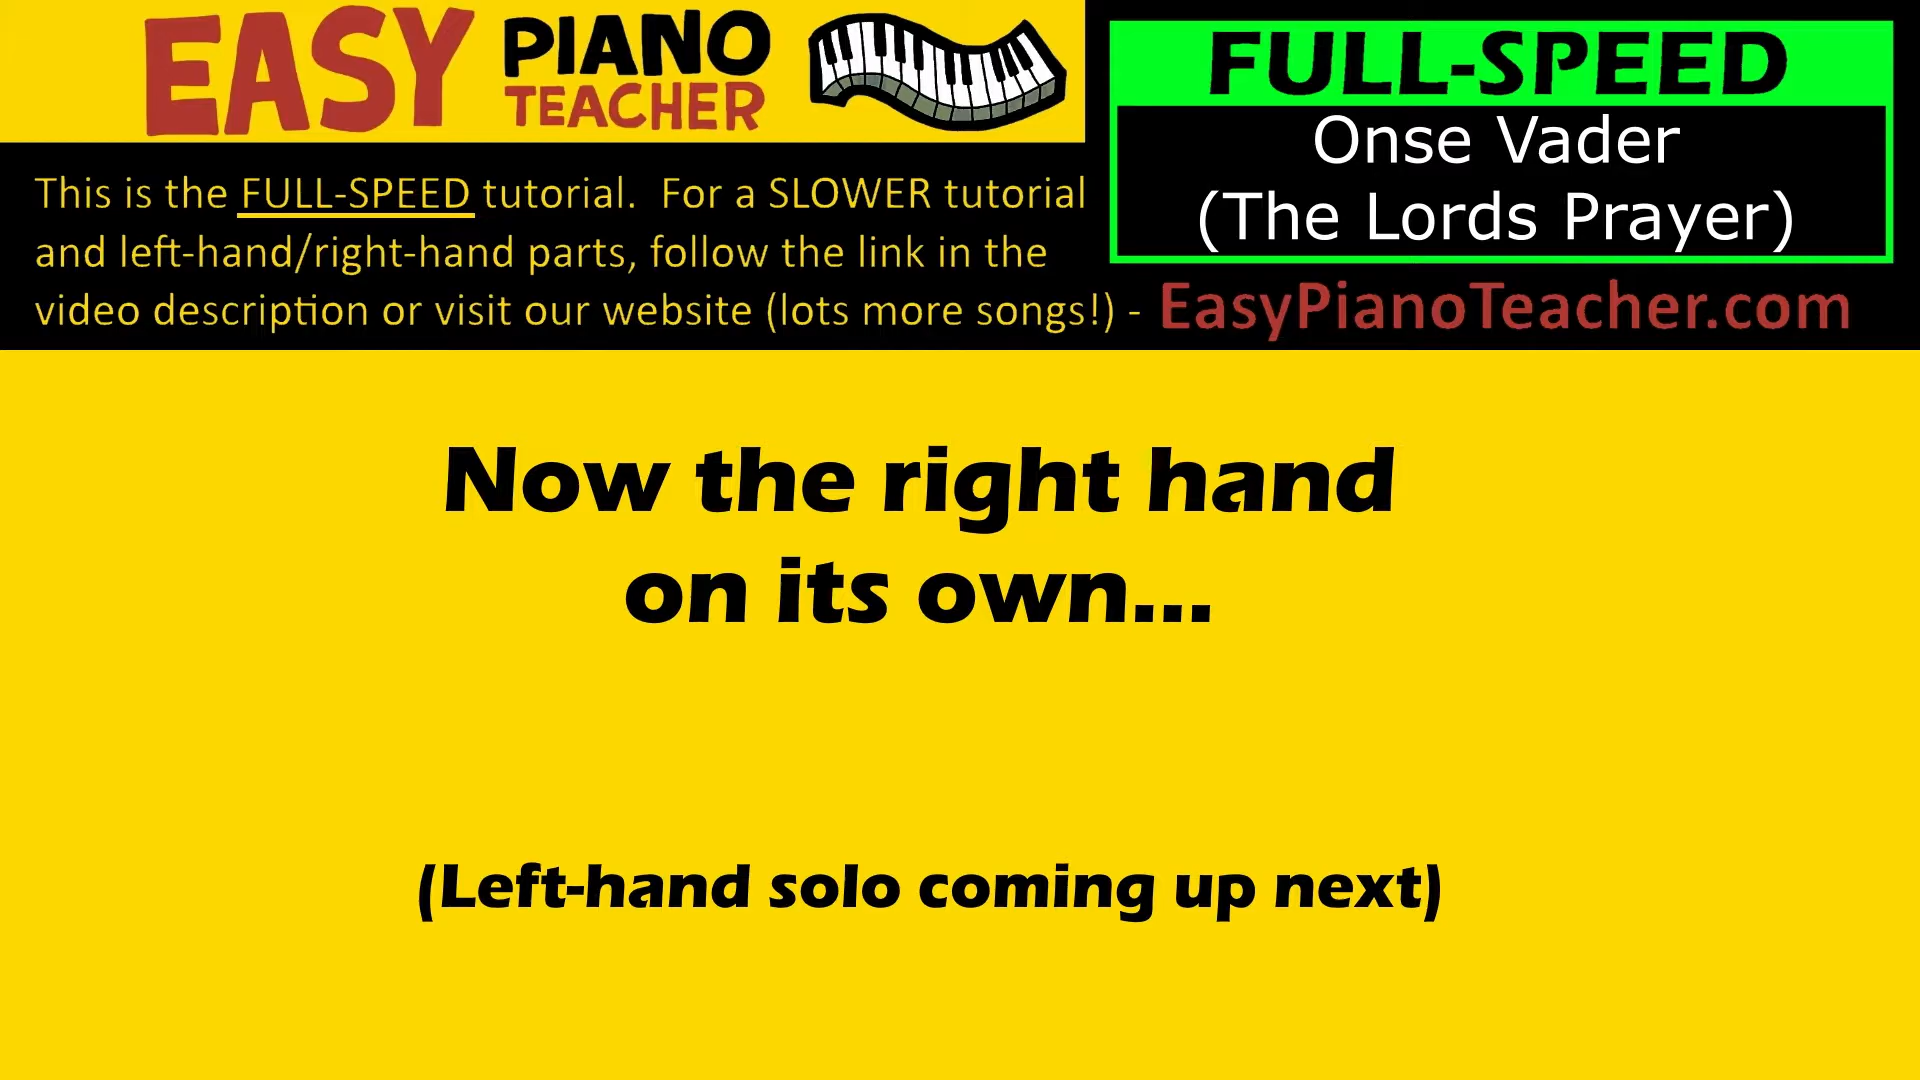 EASY PIANO TEACHER
FULL-SPEED
Onse Vader
(The Lords Prayer)
This is the FULL-SPEED tutorial. For a SLOWER tutorial
and left-hand/right-hand parts, follow the link in the
video description or visit our website (lots more songs!) - EasyPianoTeacher.com
Now the right hand
on its own...
(Left-hand solo coming up next)